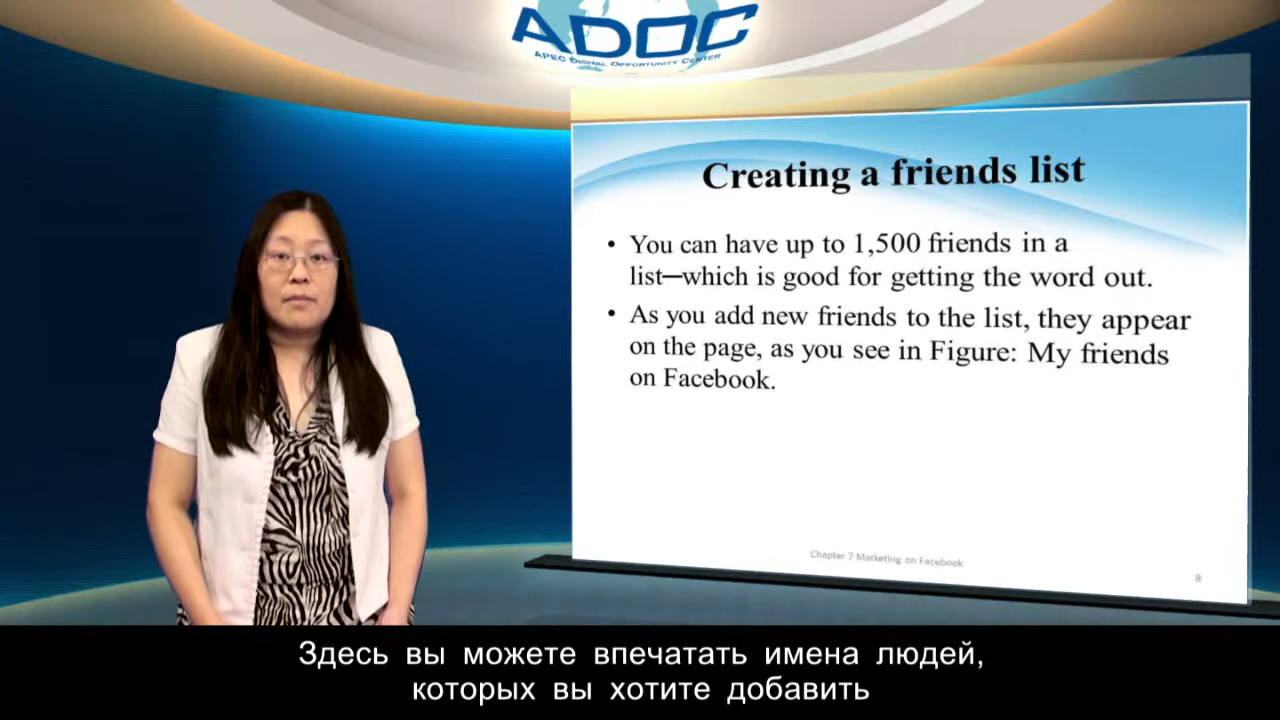 ADOC
APEC DIGITAL OPPORTUNITY CENTER
Creating a friends list
• You can have up to 1,500 friends in a
list—which is good for getting the word out.
• As you add new friends to the list, they appear
on the page, as you see in Figure: My friends
on Facebook.
Chapter 7 Marketing on Facebook
8
Здесь вы можете впечатать имена людей,
которых вы хотите добавить